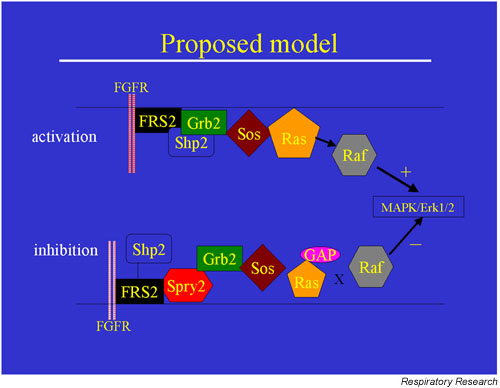 Proposed model
FGFR
activation
FRS2
Grb2
Shp2
Sos
Ras
Raf
+
MAPK/Erk1/2
inhibition
Shp2
FRS2
Spry2
Grb2
Sos
GAP
Ras
X
Raf
–
FGFR
Respiratory Research